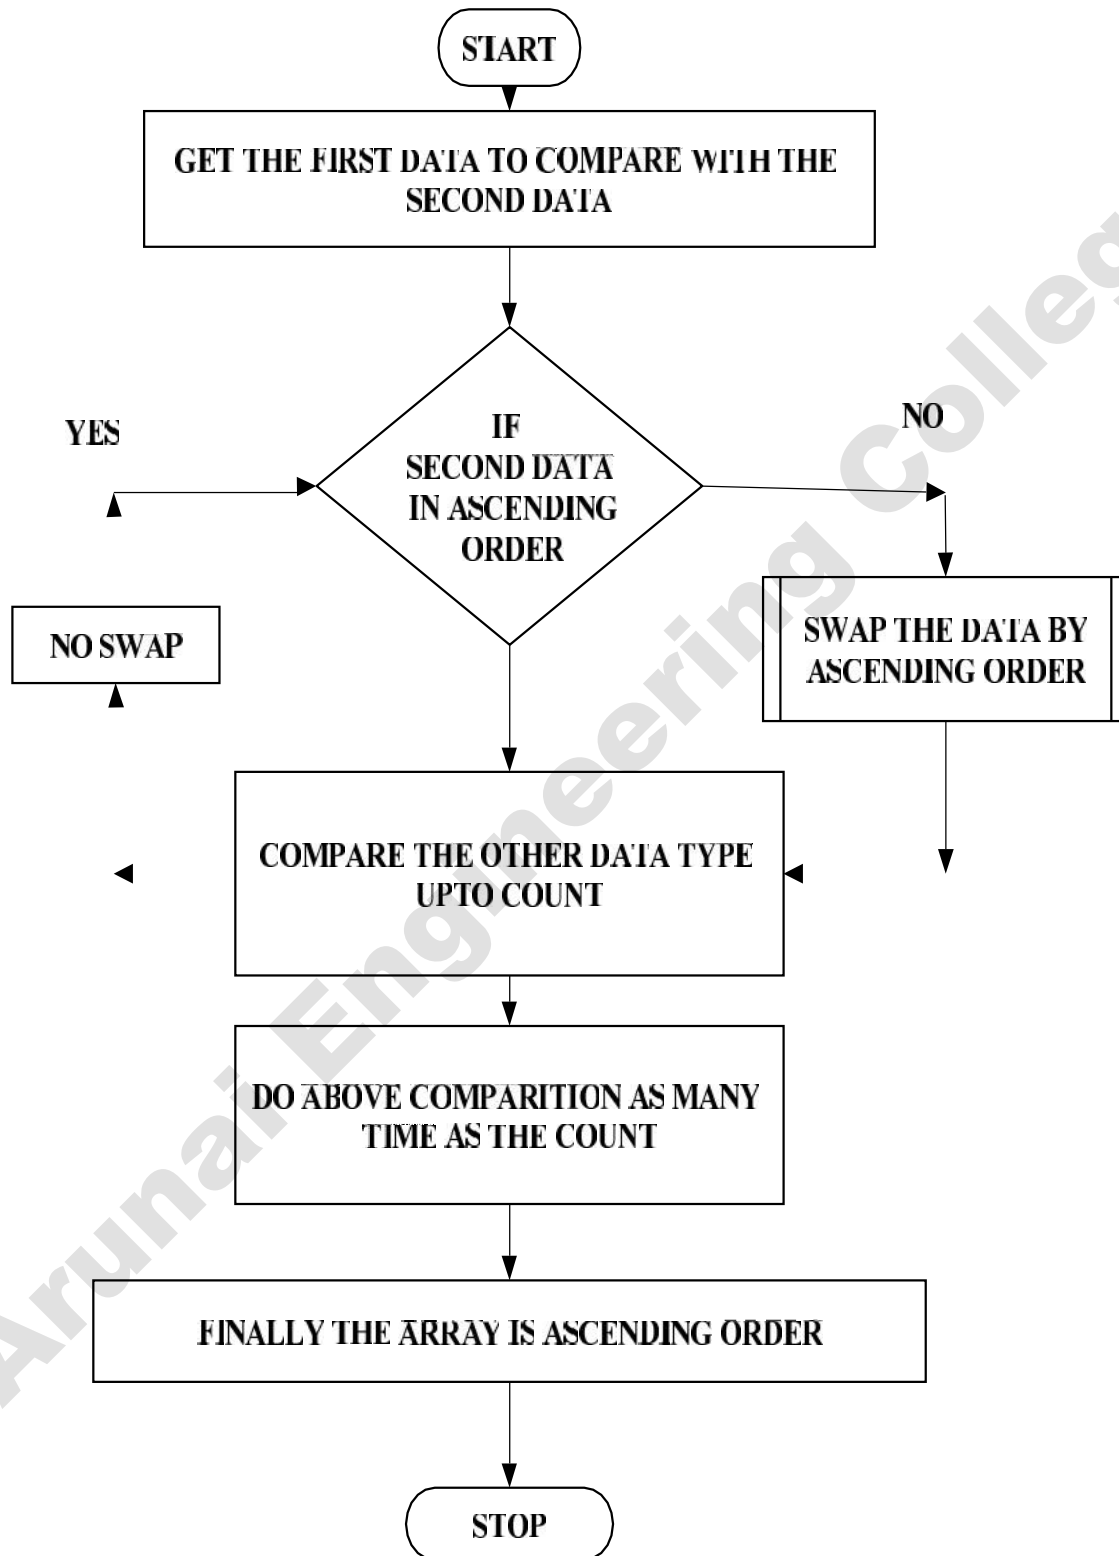 START
GET THE FIRST DATA TO COMPARE WITH THE
SECOND DATA
YES
NO
IF
SECOND DATA
IN ASCENDING
ORDER
NO SWAP
SWAP THE DATA BY
ASCENDING ORDER
COMPARE THE OTHER DATA TYPE
UPTO COUNT
DO ABOVE COMPARITION AS MANY
TIME AS THE COUNT
FINALLY THE ARRAY IS ASCENDING ORDER
STOP
Arunai Engineering Colleg